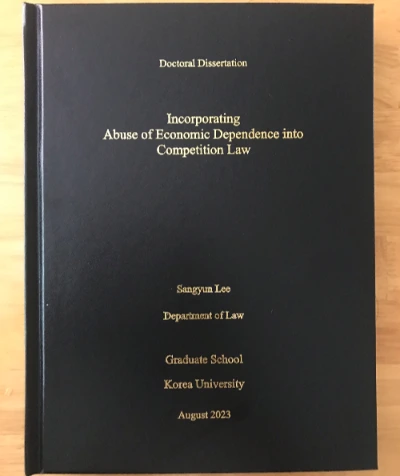 Doctoral Dissertation
Incorporating
Abuse of Economic Dependence into
Competition Law
Sangyun Lee
Department of Law
Graduate School
Korea University
August 2023